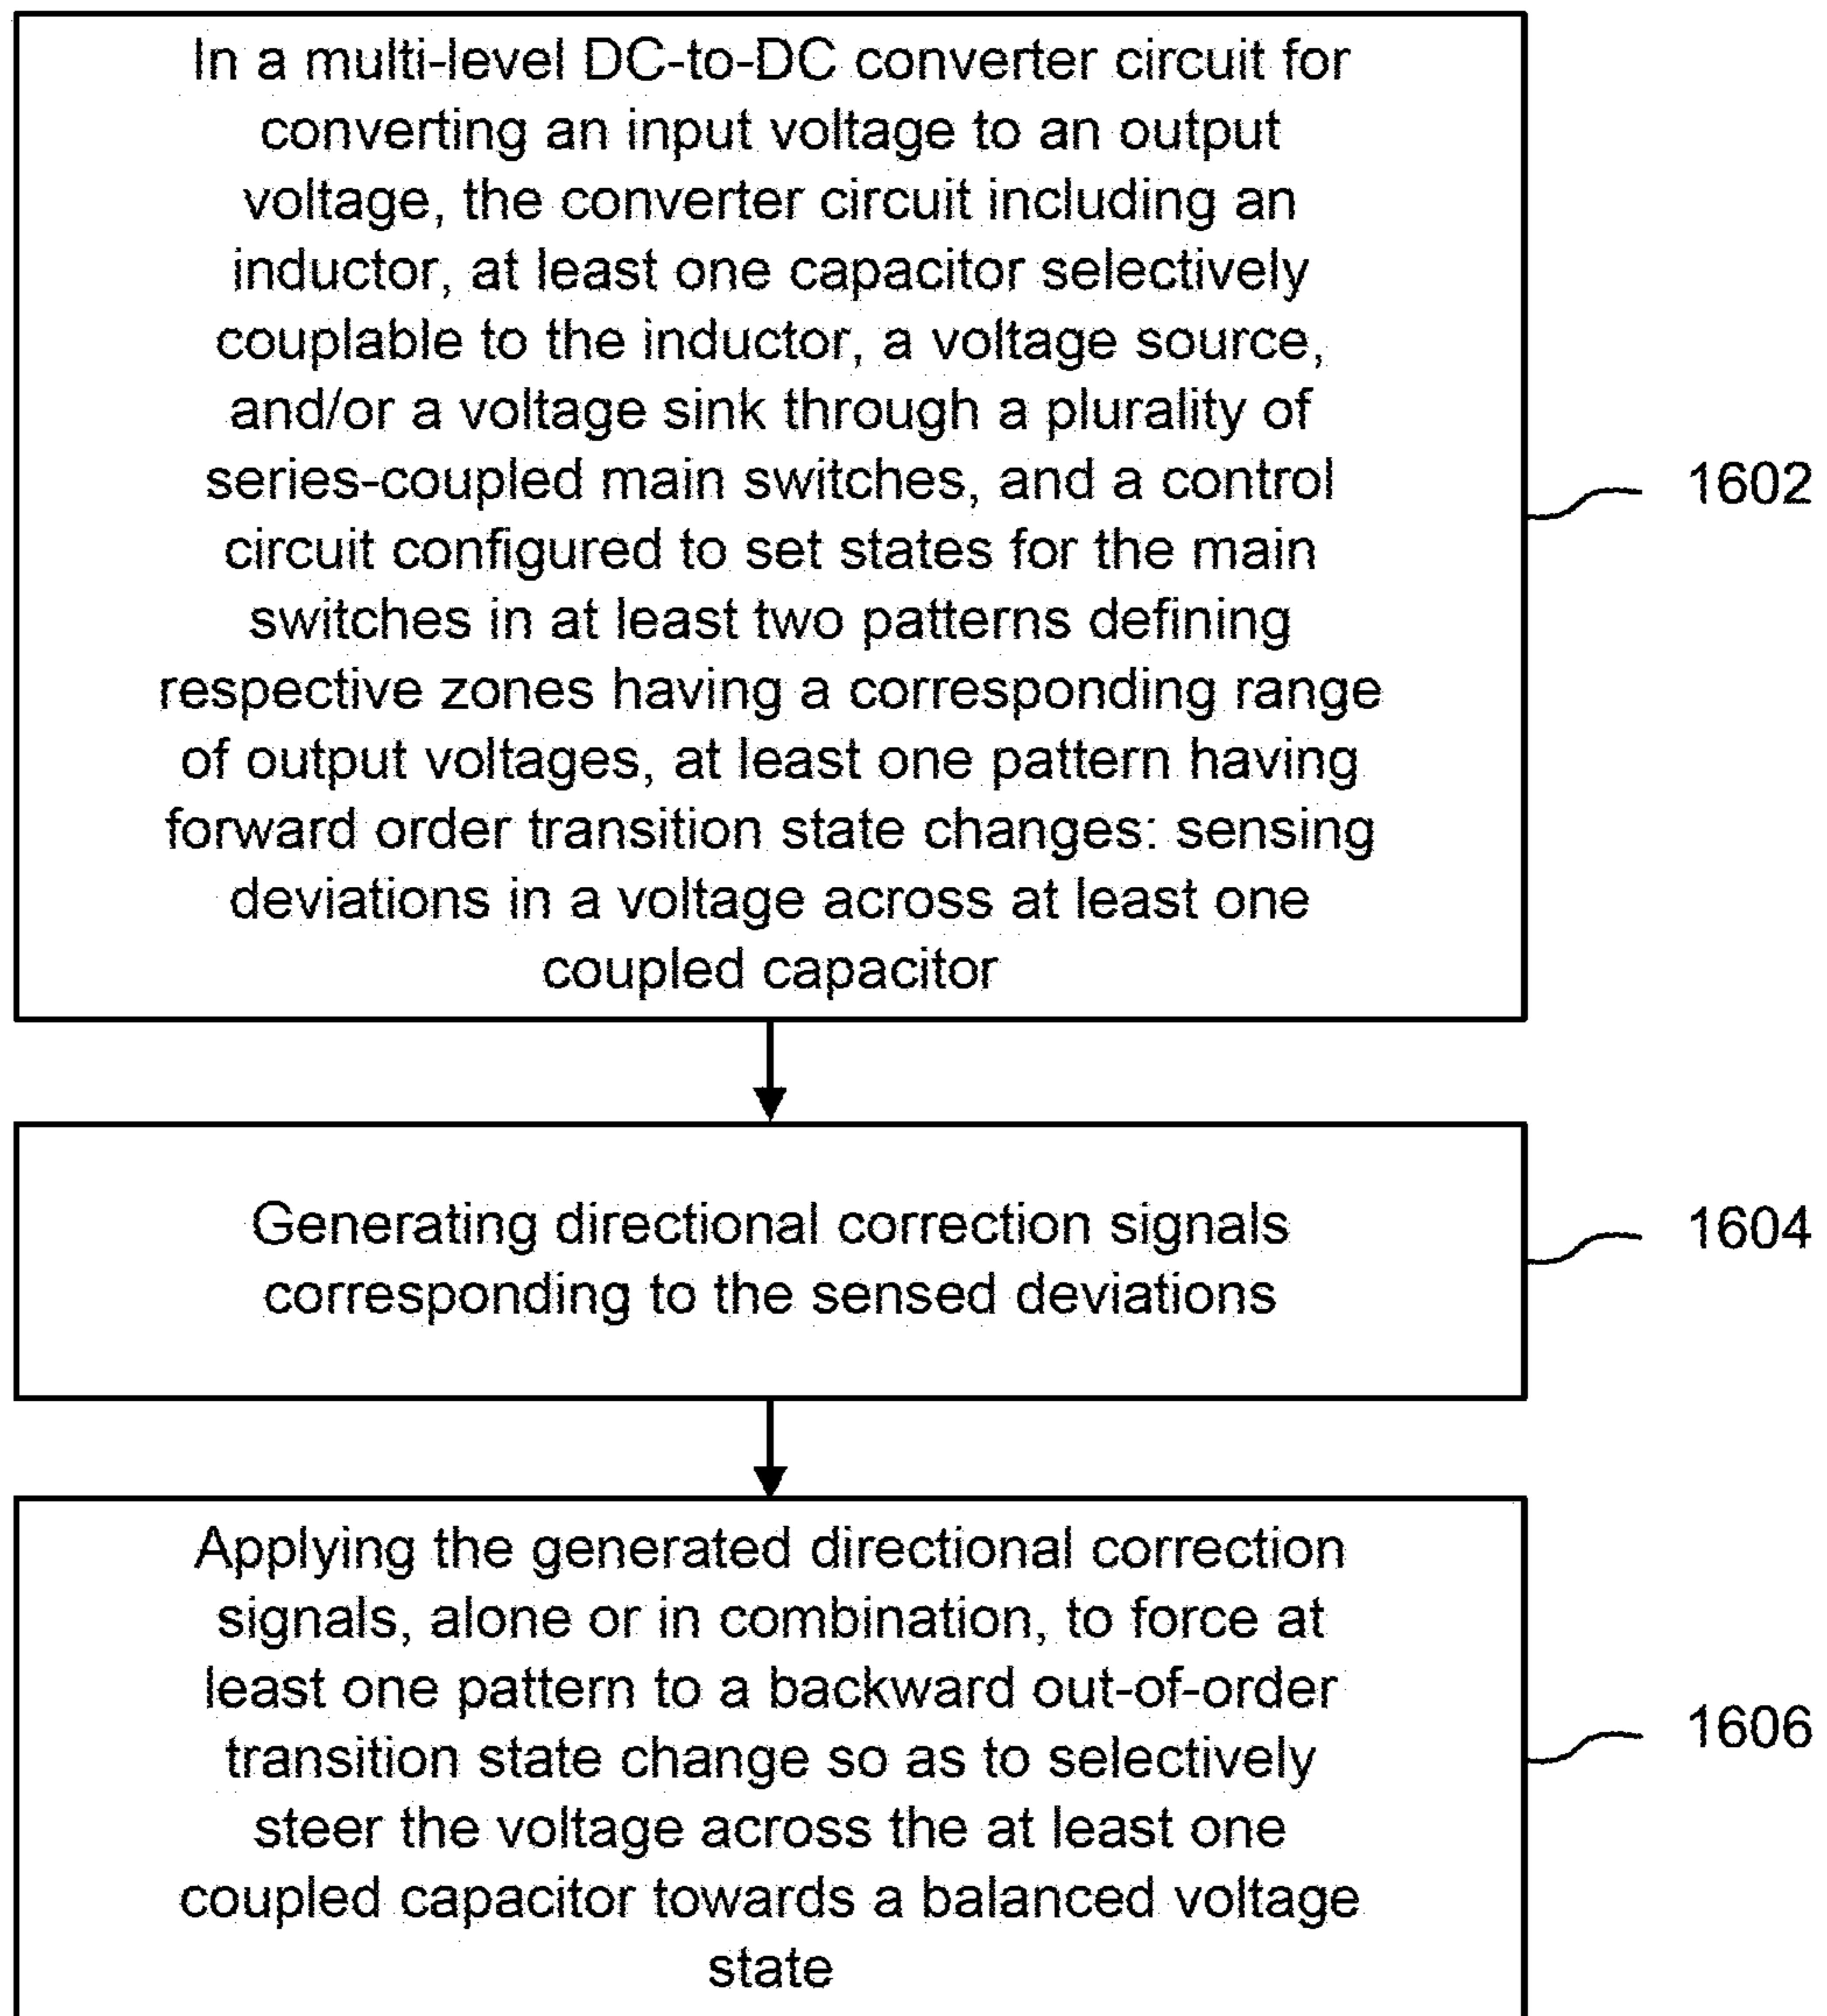 In a multi-level DC-to-DC converter circuit for
converting an input voltage to an output
voltage, the converter circuit including an
inductor, at least one capacitor selectively
couplable to the inductor, a voltage source,
and/or a voltage sink through a plurality of
series-coupled main switches, and a control
circuit configured to set states for the main
switches in at least two patterns defining
respective zones having a corresponding range
of output voltages, at least one pattern having
forward order transition state changes: sensing
deviations in a voltage across at least one
coupled capacitor
1602
Generating directional correction signals
corresponding to the sensed deviations
1604
Applying the generated directional correction
signals, alone or in combination, to force at
least one pattern to a backward out-of-order
transition state change so as to selectively
steer the voltage across the at least one
coupled capacitor towards a balanced voltage
state
1606